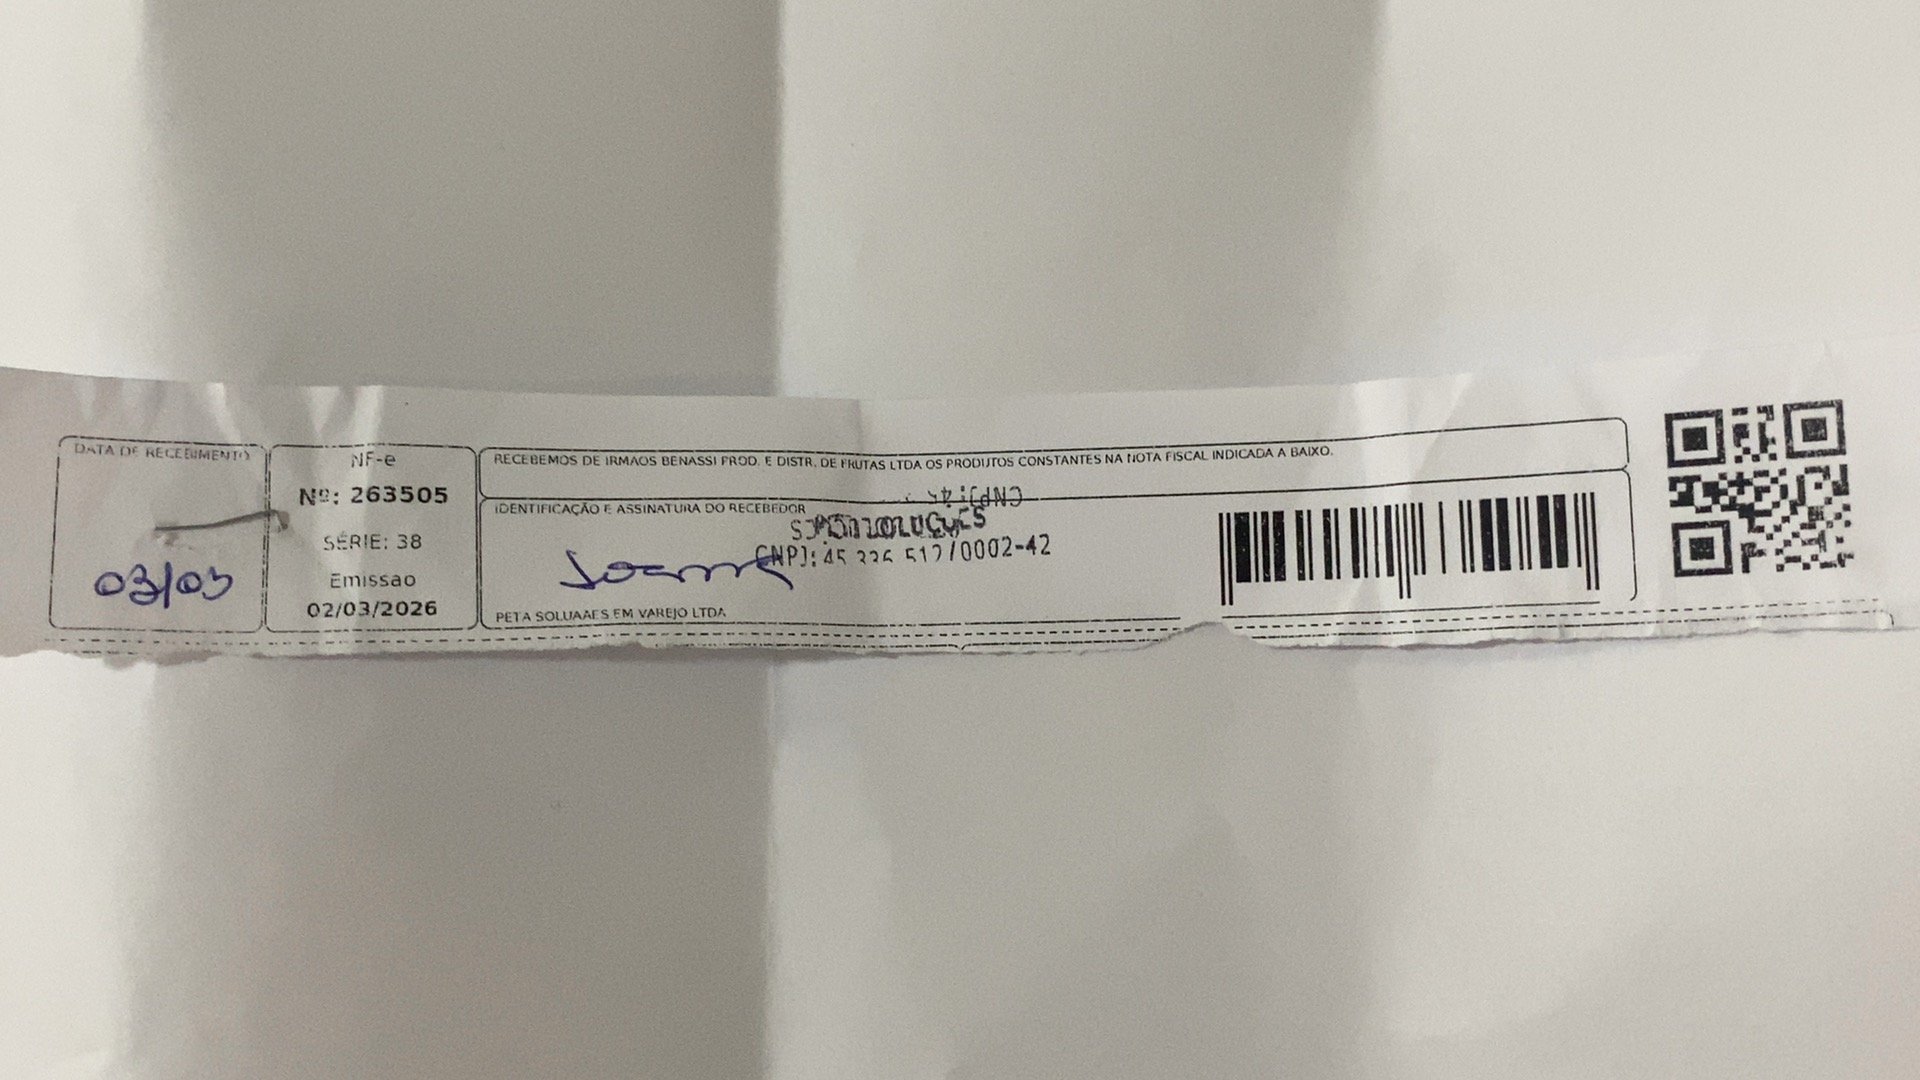 DATA DE RECEBIMENTO
03/03
NF-e
Nº: 263505
SÉRIE: 38
Emissao
02/03/2026
RECEBEMOS DE IRMAOS BENASSI PROD. E DISTR. DE FRUTAS LTDA OS PRODUTOS CONSTANTES NA NOTA FISCAL INDICADA A BAIXO.
IDENTIFICAÇÃO E ASSINATURA DO RECEBEDOR
CNPJ: 45
CNPJ: 45 /0002-42
PETA SOLUAAES EM VAREJO LTDA